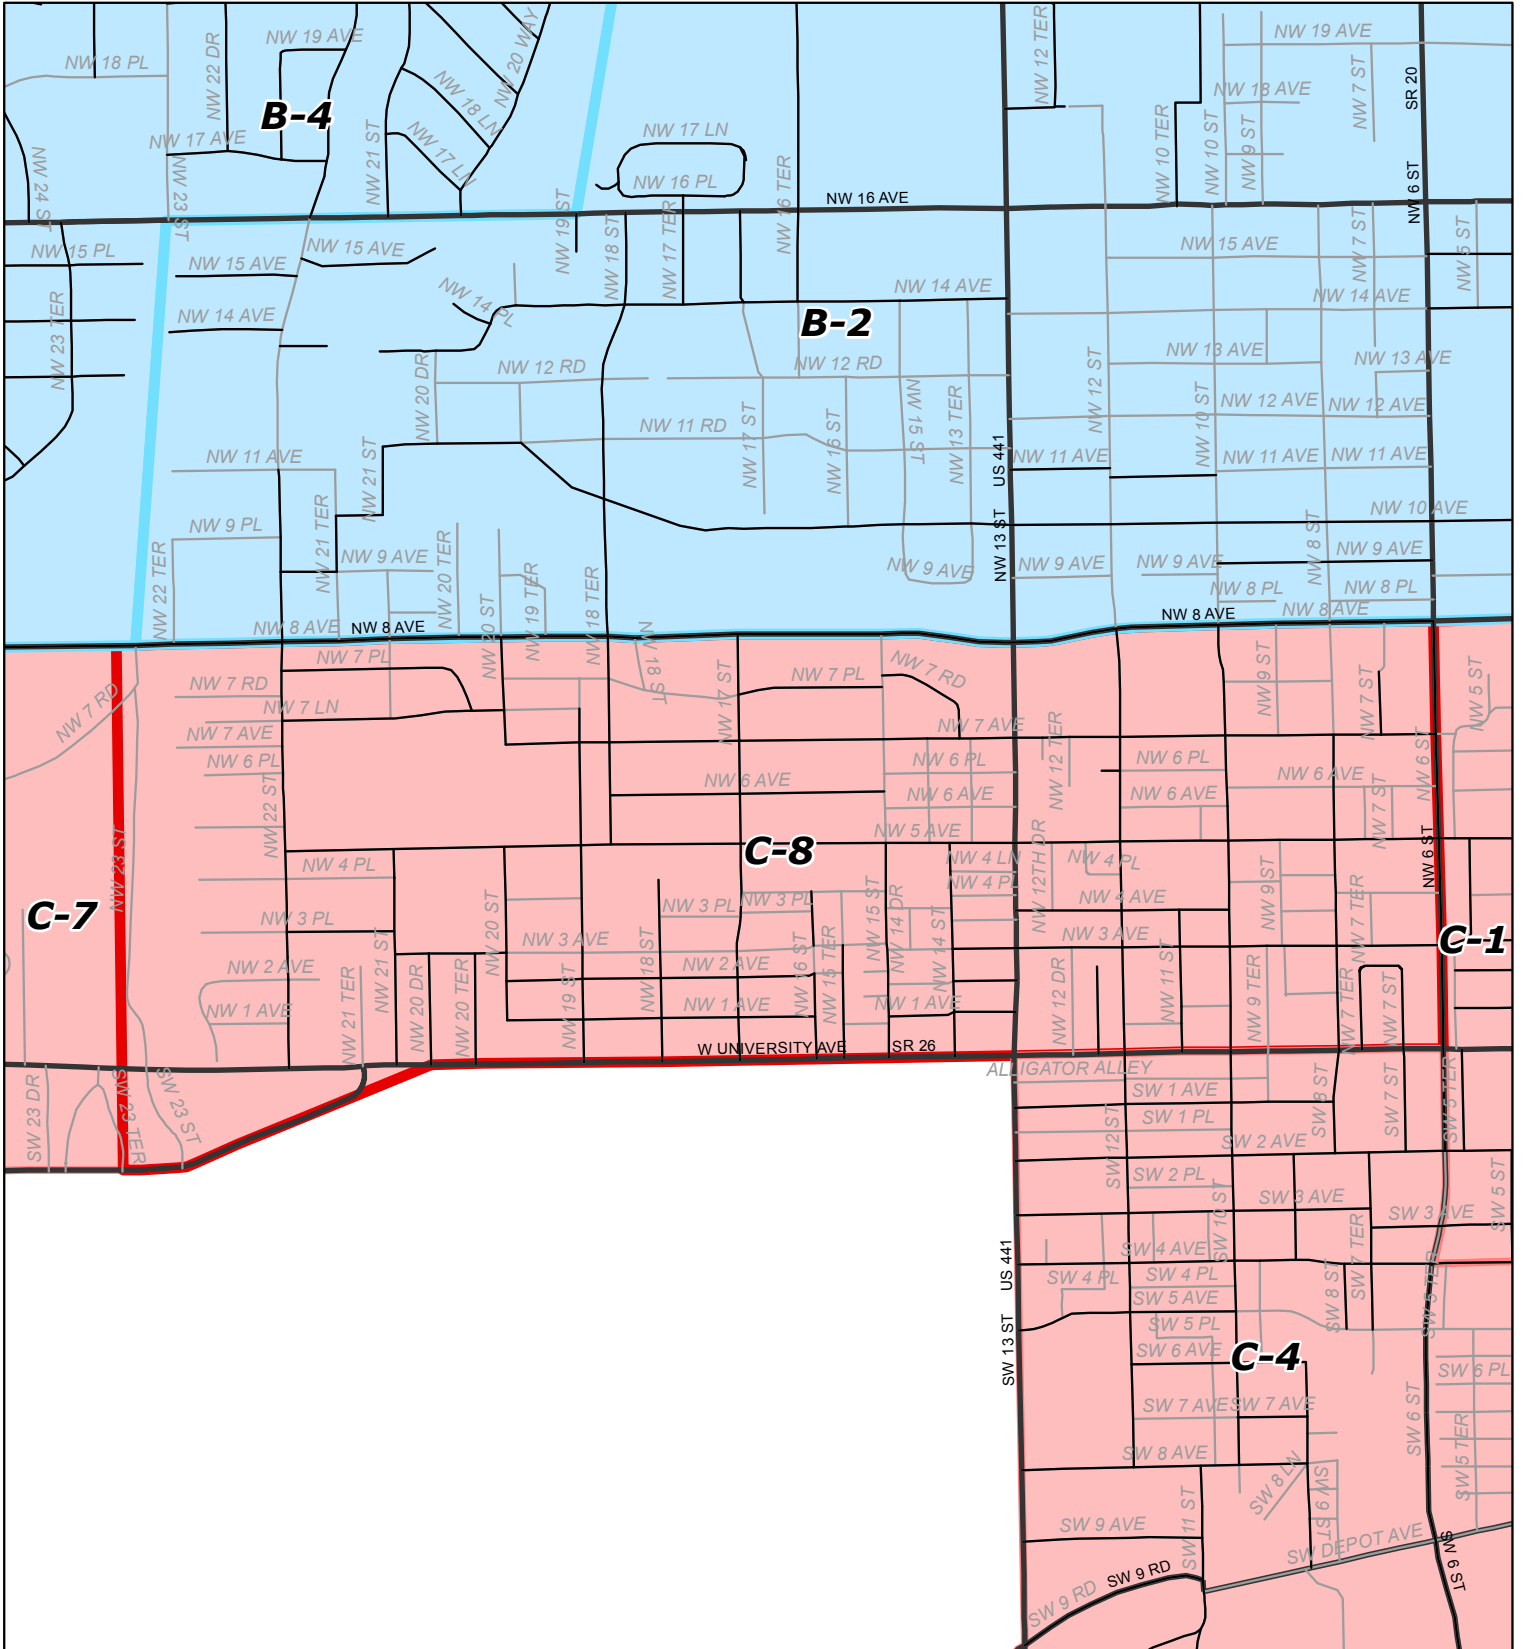 NW 19 AVE
NW 12 TER
NW 19 AVE
NW 18 PL
NW 22 DR
NW 20 WAY
NW 7 ST
SR 20
B-4
NW 18 LN
NW 18 AVE
NW 17 AVE
NW 21 ST
NW 17 LN
NW 17 LN
NW 10 TER
NW 10 ST
NW 9 ST
NW 24 ST
NW 23 ST
NW 16 PL
NW 16 TER
NW 16 AVE
NW 6 ST
NW 19 ST
NW 18 ST
NW 17 TER
NW 15 PL
NW 15 AVE
NW 15 AVE
NW 15 AVE
NW 7 ST
NW 5 ST
NW 14 PL
NW 14 AVE
NW 14 AVE
NW 23 TER
NW 14 AVE
B-2
NW 20 DR
NW 12 RD
NW 12 RD
NW 13 AVE
NW 13 AVE
NW 12 ST
NW 17 ST
NW 16 ST
NW 15 ST
NW 13 TER
NW 10 ST
NW 12 AVE
NW 12 AVE
NW 11 RD
NW 11 AVE
NW 21 ST
US 441
NW 11 AVE
NW 11 AVE
NW 11 AVE
NW 9 PL
NW 21 TER
NW 10 AVE
NW 13 ST
NW 8 ST
NW 22 TER
NW 9 AVE
NW 20 TER
NW 20 ST
NW 19 TER
NW 18 TER
NW 9 AVE
NW 9 AVE
NW 9 AVE
NW 9 AVE
NW 8 PL
NW 8 PL
NW 8 AVE
NW 8 AVE
NW 8 AVE
NW 8 AVE
NW 7 PL
NW 18 ST
NW 17 ST
NW 7 PL
NW 7 RD
NW 9 ST
NW 7 ST
NW 5 ST
NW 7 RD
NW 7 RD
NW 7 LN
NW 7 AVE
NW 7 AVE
NW 12 TER
NW 6 PL
NW 6 PL
NW 6 PL
NW 6 ST
NW 22 ST
NW 6 AVE
NW 6 AVE
NW 6 AVE
NW 6 AVE
NW 7 ST
NW 23 ST
NW 5 AVE
NW 12TH DR
NW 6 ST
C-8
NW 4 PL
NW 4 LN
NW 4 PL
NW 4 PL
NW 9 ST
C-7
NW 3 PL
NW 20 ST
NW 3 PL
NW 3 PL
NW 15 ST
NW 14 DR
NW 14 ST
NW 4 AVE
NW 7 TER
C-1
NW 3 AVE
NW 18 ST
NW 3 AVE
NW 2 AVE
NW 21 ST
NW 2 AVE
NW 16 ST
NW 15 TER
NW 12 DR
NW 11 ST
NW 9 TER
NW 7 TER
NW 7 ST
NW 1 AVE
NW 21 TER
NW 20 DR
NW 20 TER
NW 19 ST
NW 1 AVE
NW 1 AVE
W UNIVERSITY AVE
SR 26
ALLIGATOR ALLEY
SW 23 DR
SW 23 TER
SW 23 ST
SW 1 AVE
SW 8 ST
SW 7 ST
SW 5 TER
SW 1 PL
SW 12 ST
SW 2 AVE
SW 2 PL
SW 5 ST
SW 3 AVE
SW 3 AVE
SW 10 ST
SW 7 TER
SW 4 AVE
US 441
SW 4 PL
SW 4 PL
SW 8 ST
SW 5 TER
SW 5 AVE
SW 5 PL
SW 13 ST
SW 6 AVE
C-4
SW 6 PL
SW 7 AVE
SW 7 AVE
SW 6 ST
SW 5 TER
SW 8 AVE
SW 8 LN
SW 9 ST
SW 9 AVE
SW 11 ST
SW DEPOT AVE
SW 9 RD
SW 9 RD
SW 6 ST